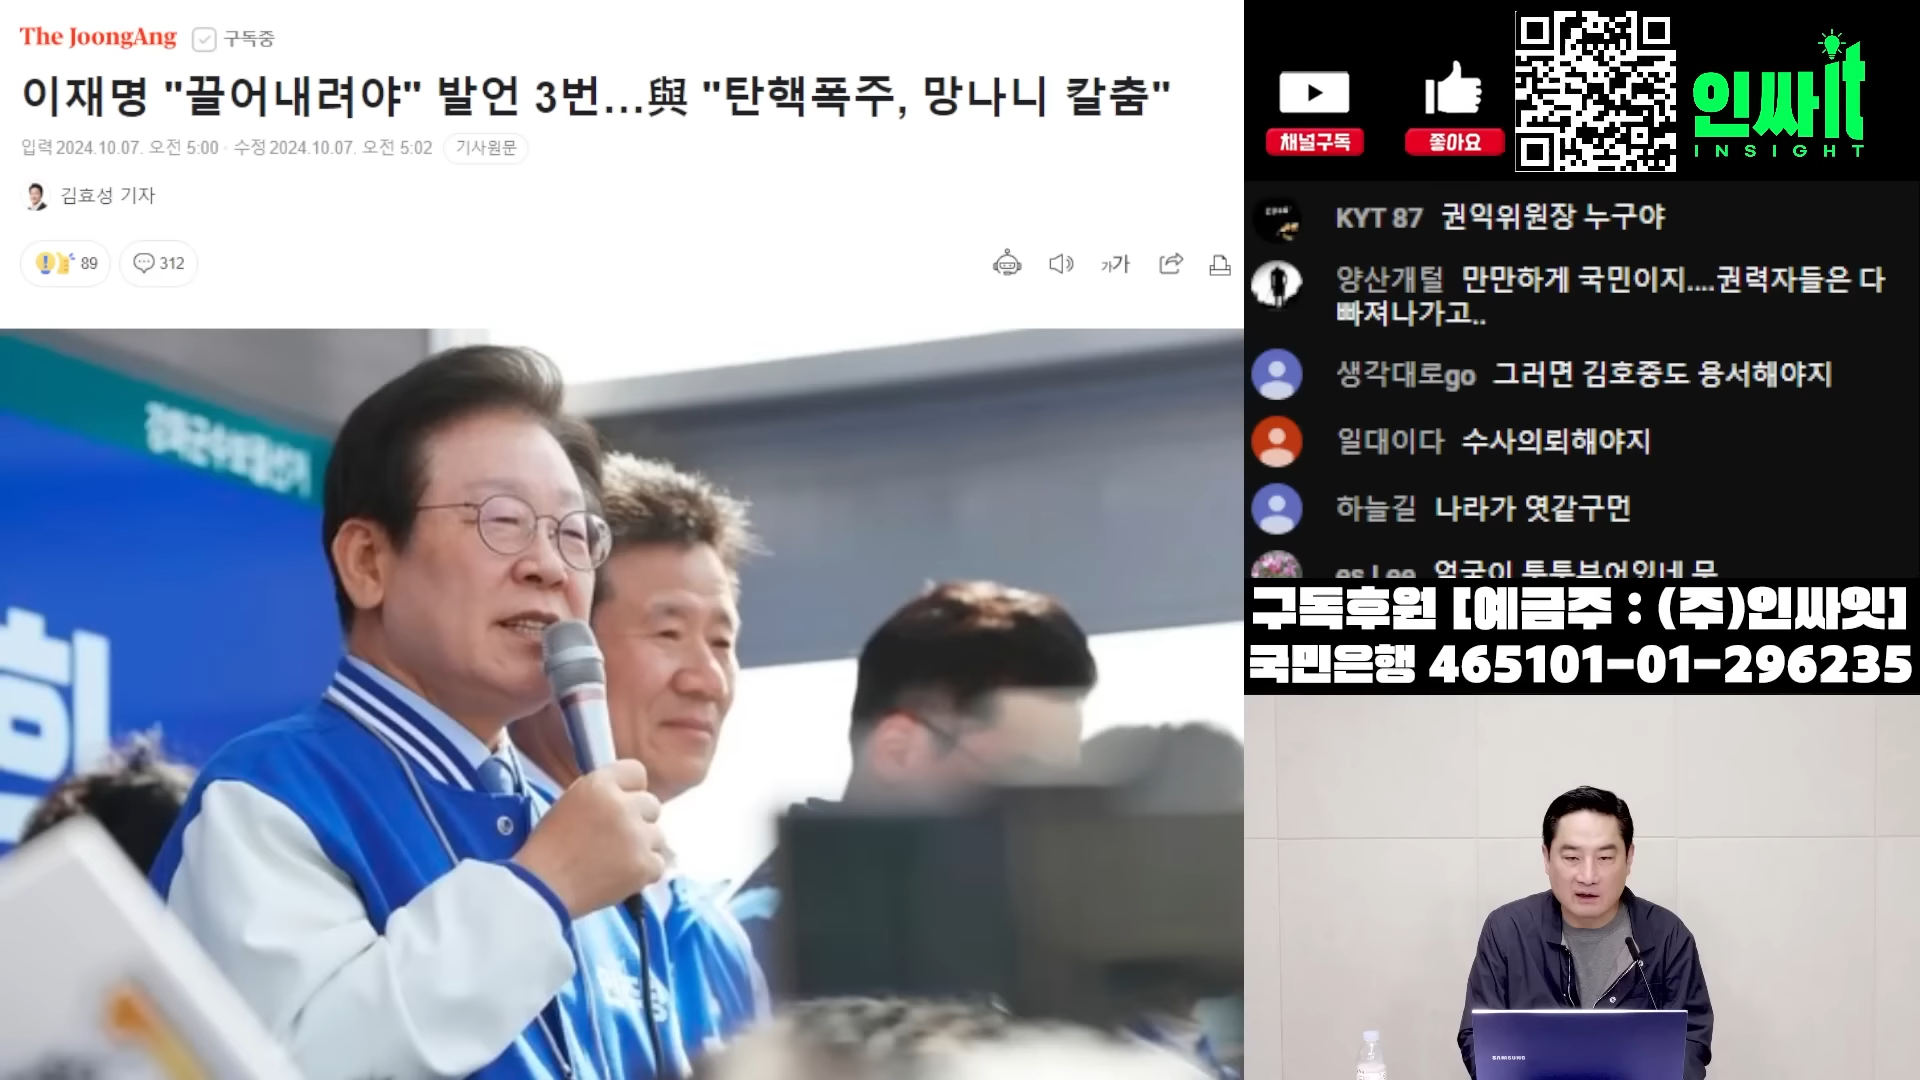 The JoongAng 구독중
이재명 "끌어내려야" 발언 3번...與 "탄핵폭주, 망나니 칼춤"
입력 2024.10.07. 오전 5:00 · 수정 2024.10.07. 오전 5:02 기사원문
김효성 기자
89 312
가가
채널구독
좋아요
인싸it
INSIGHT
KYT 87 권익위원장 누구야
양산개털 만만하게 국민이지....권력자들은 다
빠져나가고..
생각대로go 그러면 김호중도 용서해야지
일대이다 수사의뢰해야지
하늘길 나라가 엿같구먼
es Lee
구독후원 [예금주 : (주)인싸잇]
국민은행 465101-01-296235
SAMSUNG